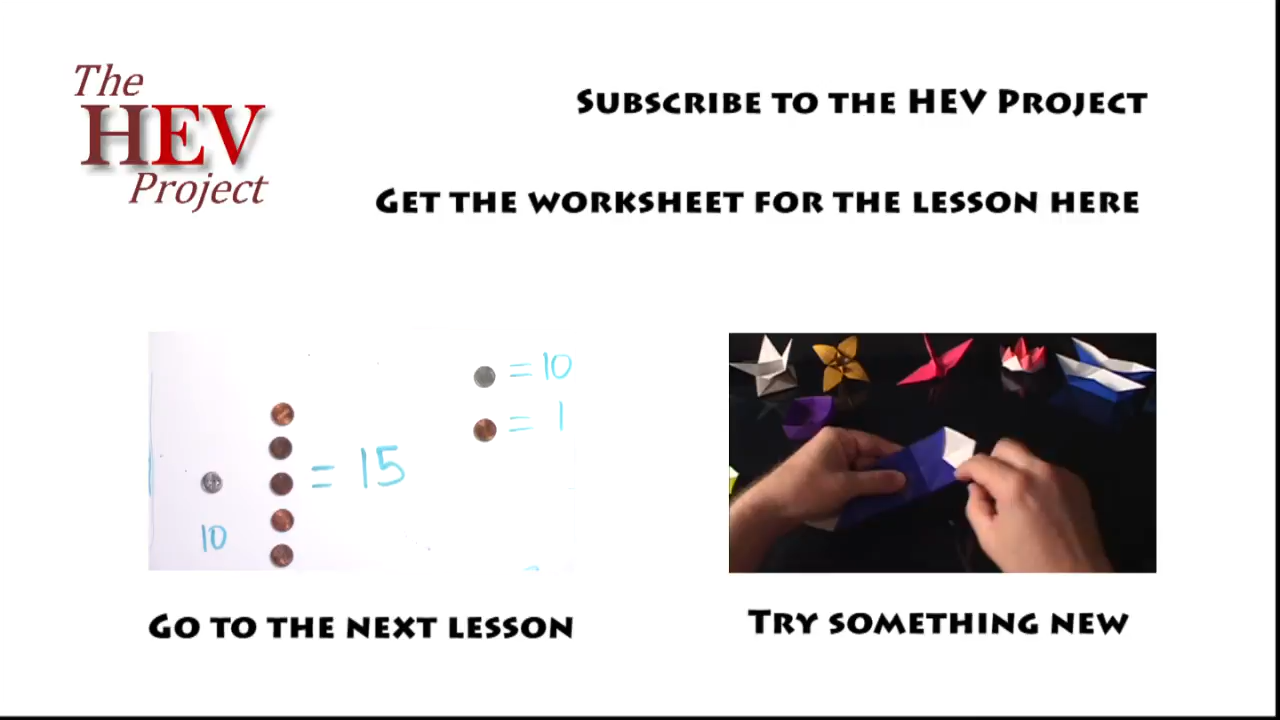 The
HEV
Project
SUBSCRIBE TO THE HEV PROJECT
GET THE WORKSHEET FOR THE LESSON HERE
= 10
= 1
= 15
10
GO TO THE NEXT LESSON
TRY SOMETHING NEW